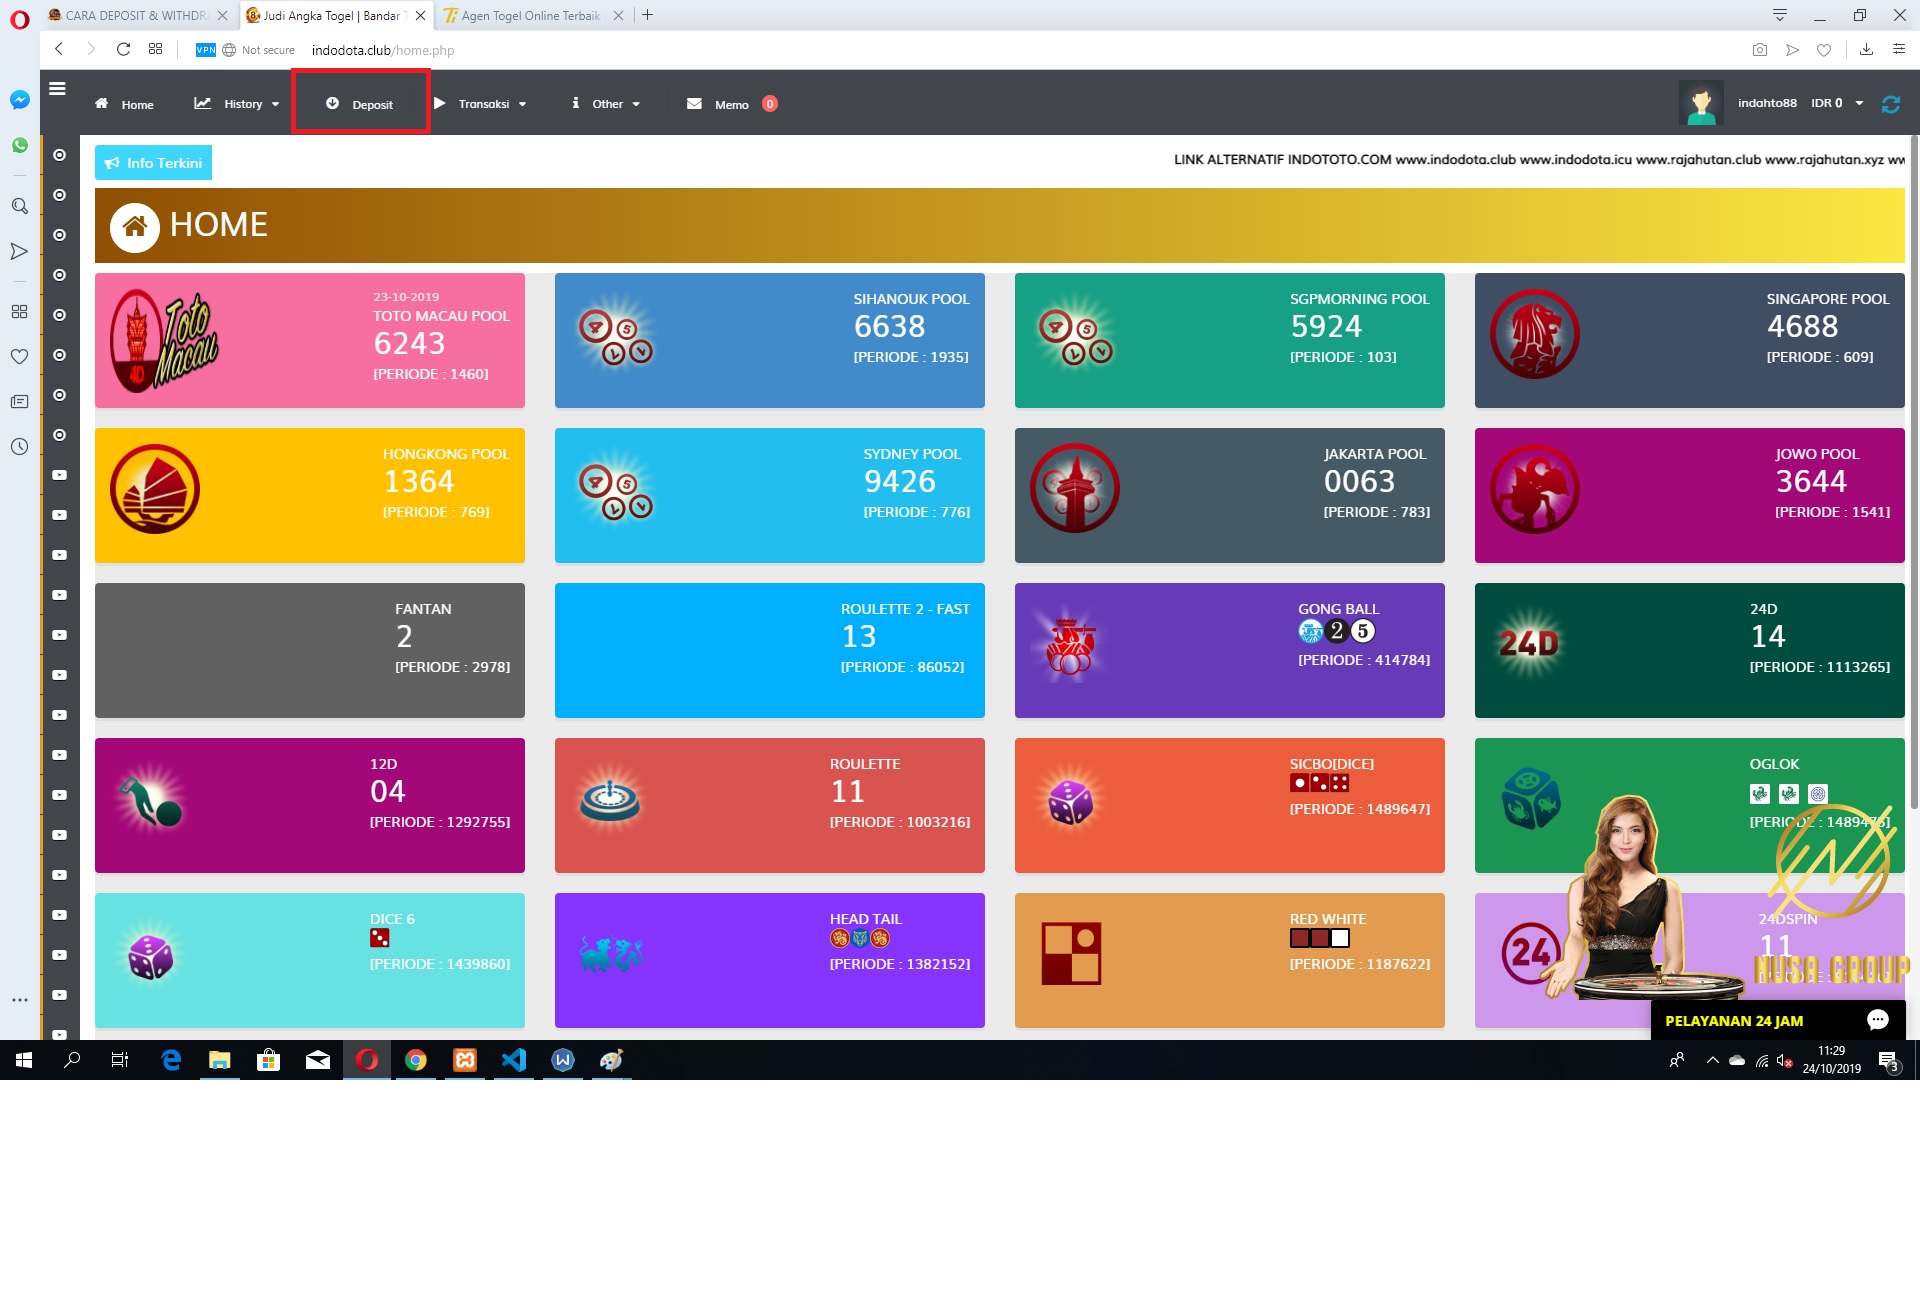 CARA DEPOSIT & WITHDR
Judi Angka Togel | Bandar T
Agen Togel Online Terbaik
VPN
Not secure
indodota.club/home.php
Home
History
Deposit
Transaksi
Other
Memo
0
indahto88
IDR 0
Info Terkini
LINK ALTERNATIF INDOTOTO.COM www.indodota.club www.indodota.icu www.rajahutan.club www.rajahutan.xyz ww
HOME
Toto Macau
4D
23-10-2019
TOTO MACAU POOL
6243
[PERIODE : 1460]
SIHANOUK POOL
6638
[PERIODE : 1935]
SGPMORNING POOL
5924
[PERIODE : 103]
SINGAPORE POOL
4688
[PERIODE : 609]
HONGKONG POOL
1364
[PERIODE : 769]
SYDNEY POOL
9426
[PERIODE : 776]
JAKARTA POOL
0063
[PERIODE : 783]
JOWO POOL
3644
[PERIODE : 1541]
FANTAN
2
[PERIODE : 2978]
ROULETTE 2 - FAST
13
[PERIODE : 86052]
GONG BALL
2 5
[PERIODE : 414784]
24D
24D
14
[PERIODE : 1113265]
12D
04
[PERIODE : 1292755]
ROULETTE
11
[PERIODE : 1003216]
SICBO[DICE]
[PERIODE : 1489647]
OGLOK
DICE 6
[PERIODE : 1439860]
HEAD TAIL
[PERIODE : 1382152]
RED WHITE
[PERIODE : 1187622]
24
24DSPIN
11
NUSA GROUP
PELAYANAN 24 JAM
11:29
24/10/2019
3